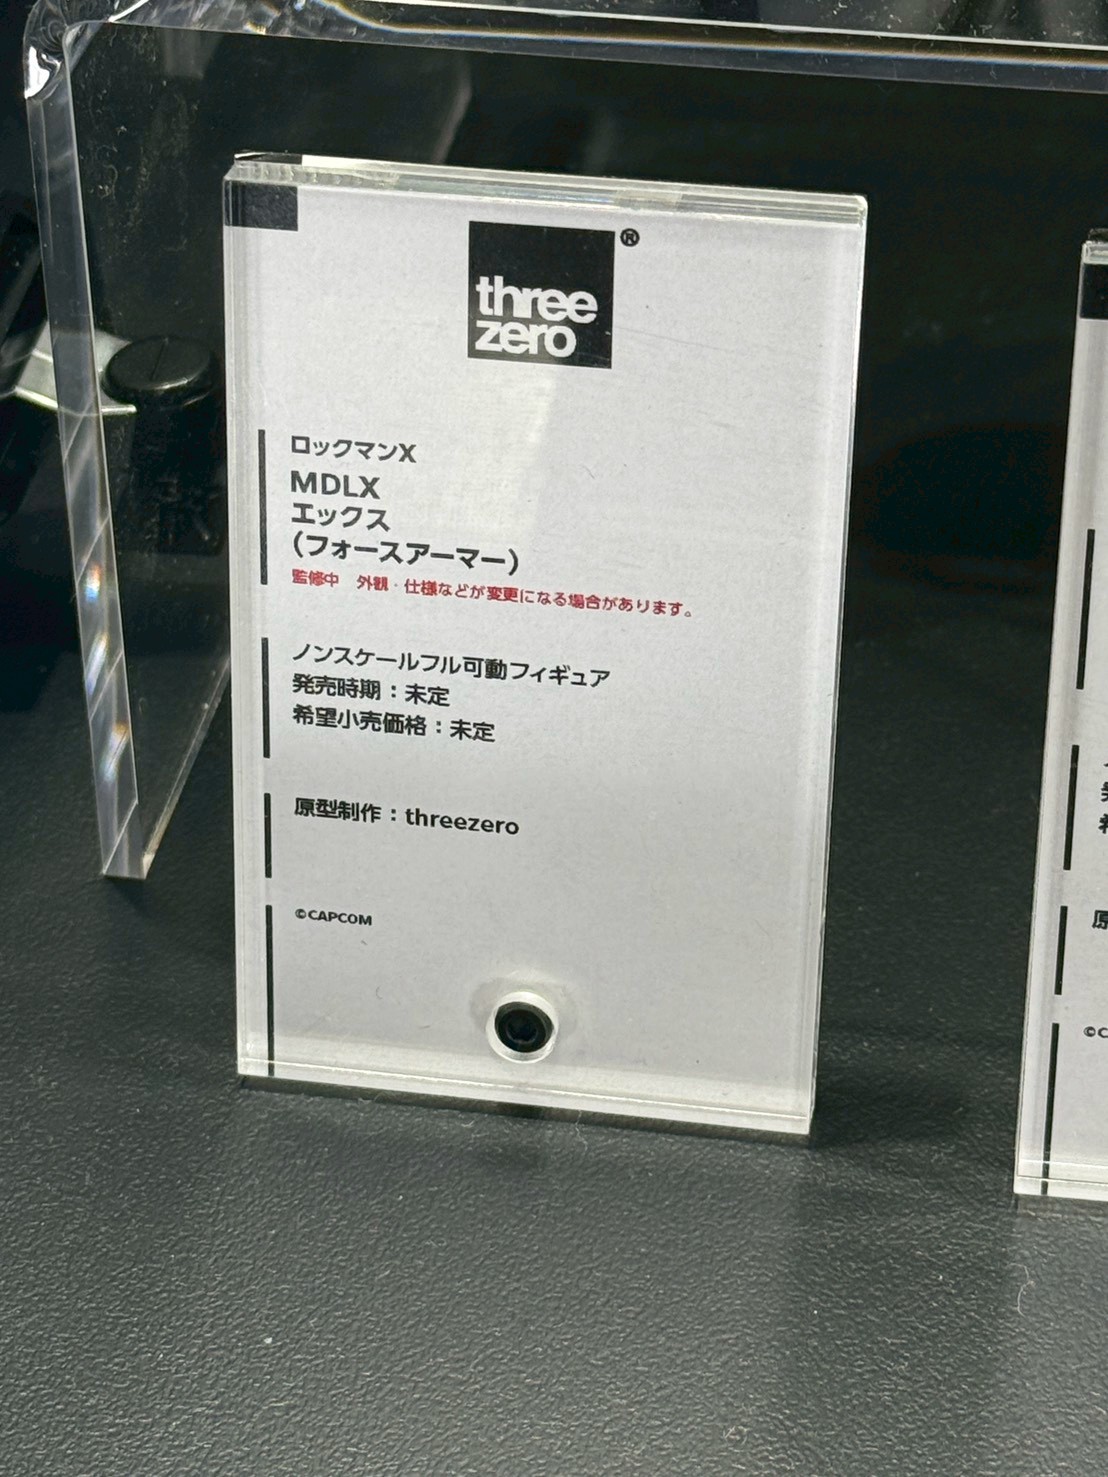 three
zero®
ロックマンX
MDLX
エックス
（フォースアーマー）
監修中　外観・仕様などが変更になる場合があります。
ノンスケールフル可動フィギュア
発売時期：未定
希望小売価格：未定
原型制作：threezero
©CAPCOM
原
©C